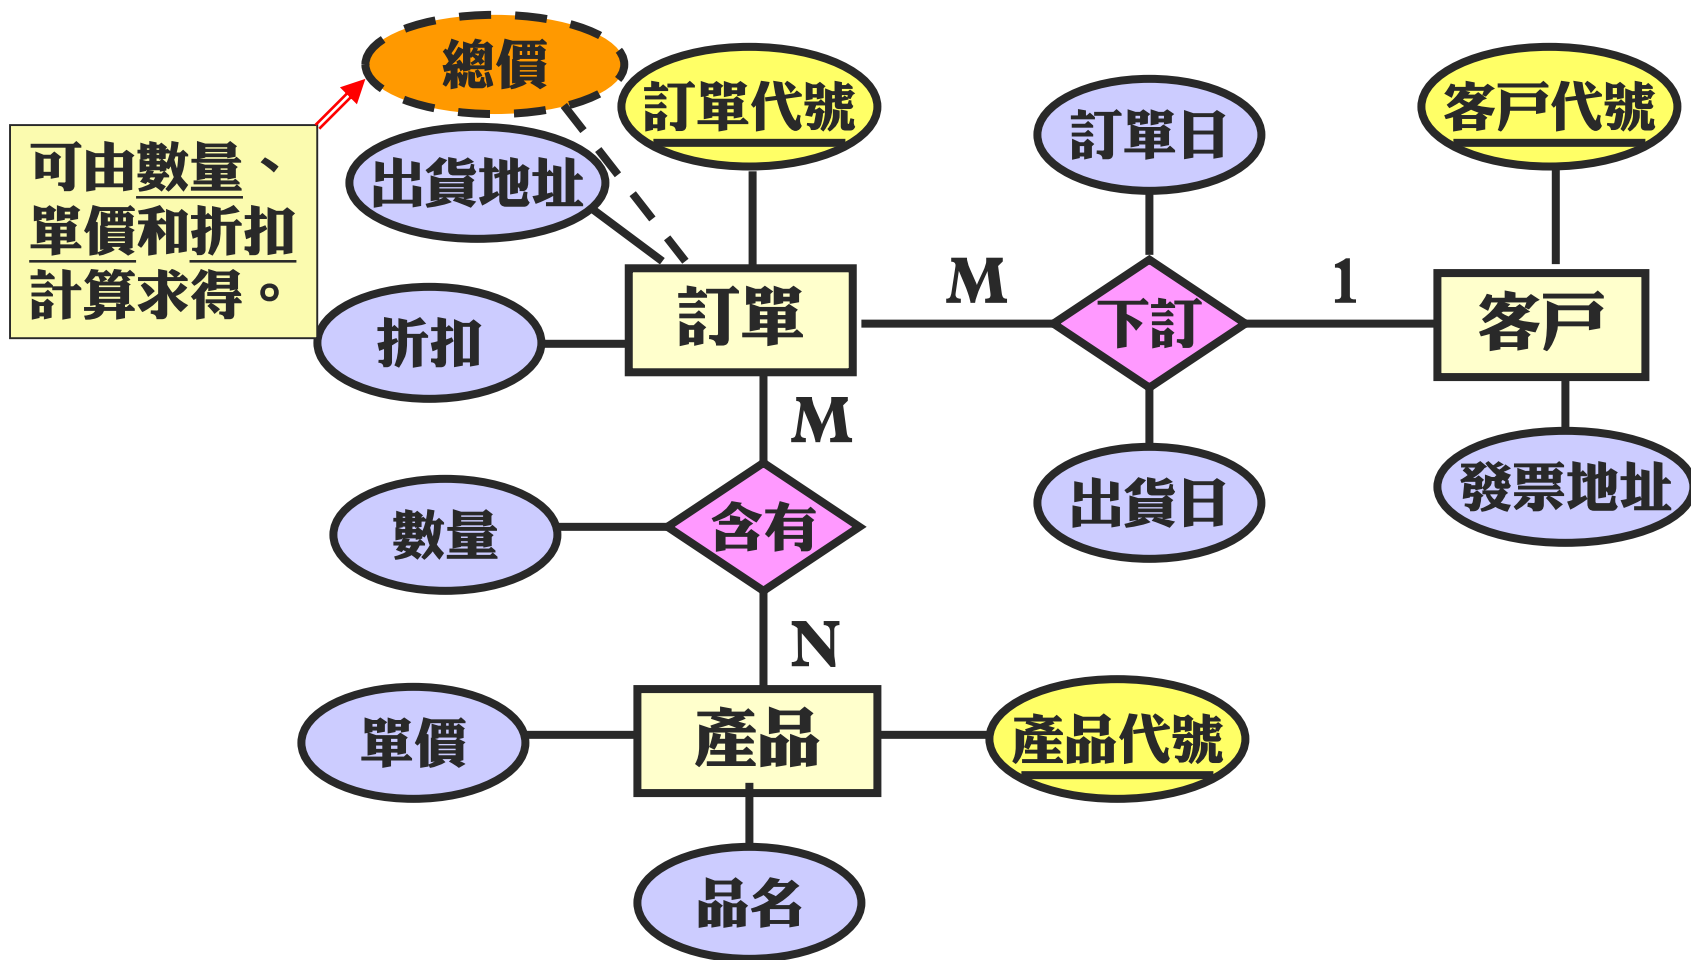 總價
訂單代號
客戶代號
訂單日
可由數量、
單價和折扣
計算求得。
出貨地址
M
1
訂單
下訂
客戶
折扣
M
發票地址
出貨日
數量
含有
N
單價
產品
產品代號
品名